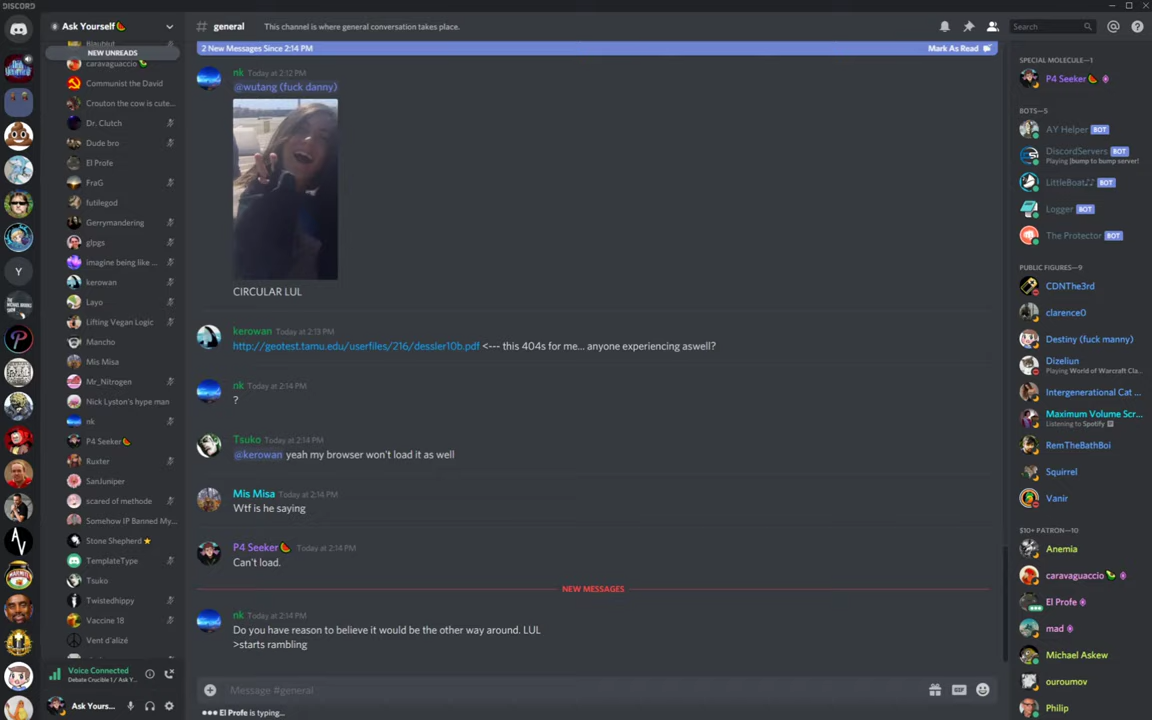 DISCORD
Ask Yourself
NEW UNREADS
caravaguaccio
Communist the David
Crouton the cow is cute...
Dr. Clutch
Dude bro
El Profe
FraG
futilegod
Gerrymandering
glpgs
imagine being like ...
kerowan
Layo
Lifting Vegan Logic
Mancho
Mis Misa
Mr_Nitrogen
Nick Lyston's hype man
nk
P4 Seeker
Ruxter
SanJuniper
scared of methode
Somehow IP Banned My...
Stone Shepherd
TemplateType
Tsuko
Twistedhippy
Vaccine 18
Vent d'alizé
Voice Connected
Debate Crucible 1 / Ask Y...
Ask Yours...
Y
# general
This channel is where general conversation takes place.
Search
2 New Messages Since 2:14 PM
Mark As Read
nk Today at 2:12 PM
@wutang (fuck danny)
CIRCULAR LUL
kerowan Today at 2:13 PM
http://geotest.tamu.edu/userfiles/216/dessler10b.pdf <--- this 404s for me... anyone experiencing aswell?
nk Today at 2:14 PM
?
Tsuko Today at 2:14 PM
@kerowan yeah my browser won't load it as well
Mis Misa Today at 2:14 PM
Wtf is he saying
P4 Seeker Today at 2:14 PM
Can't load.
NEW MESSAGES
nk Today at 2:14 PM
Do you have reason to believe it would be the other way around. LUL
>starts rambling
Message #general
GIF
El Profe is typing...
SPECIAL MOLECULE—1
P4 Seeker
BOTS—5
AY Helper BOT
DiscordServers BOT
Playing !bump to bump server!
LittleBoat BOT
Logger BOT
The Protector BOT
PUBLIC FIGURES—9
CDNThe3rd
clarence0
Destiny (fuck manny)
Dizeliun
Playing World of Warcraft Cla...
Intergenerational Cat ...
Maximum Volume Scr...
Listening to Spotify
RemTheBathBoi
Squirrel
Vanir
$10+ PATRON—10
Anemia
caravaguaccio
El Profe
mad
Michael Askew
ouroumov
Philip